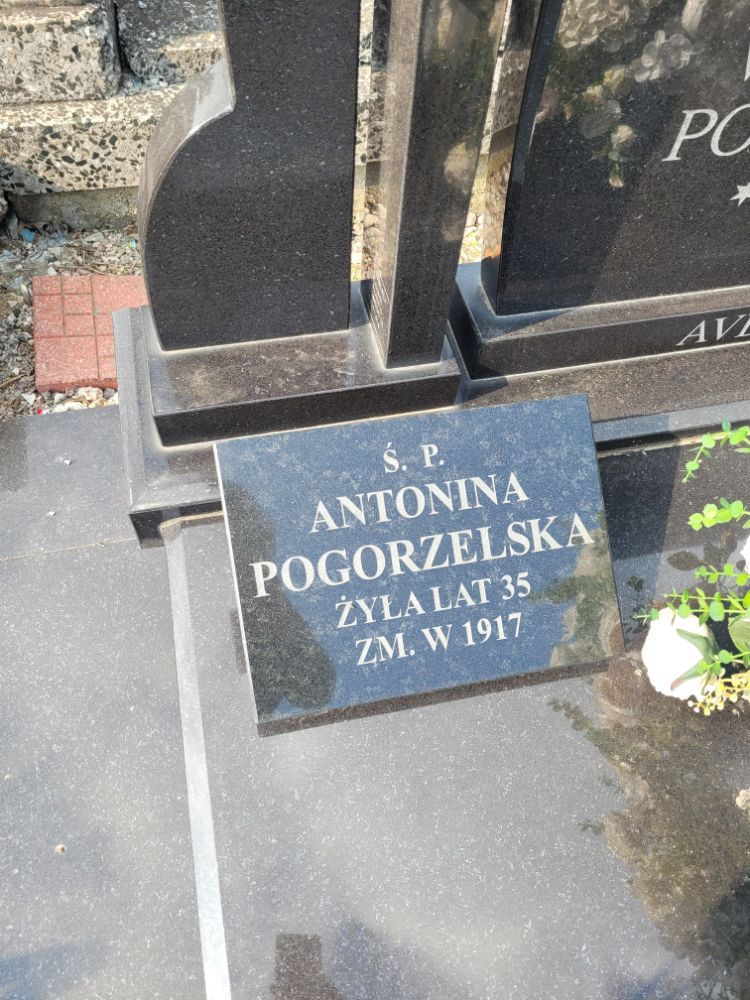 Ś. P.
ANTONINA
POGORZELSKA
ŻYŁA LAT 35
ZM. W 1917